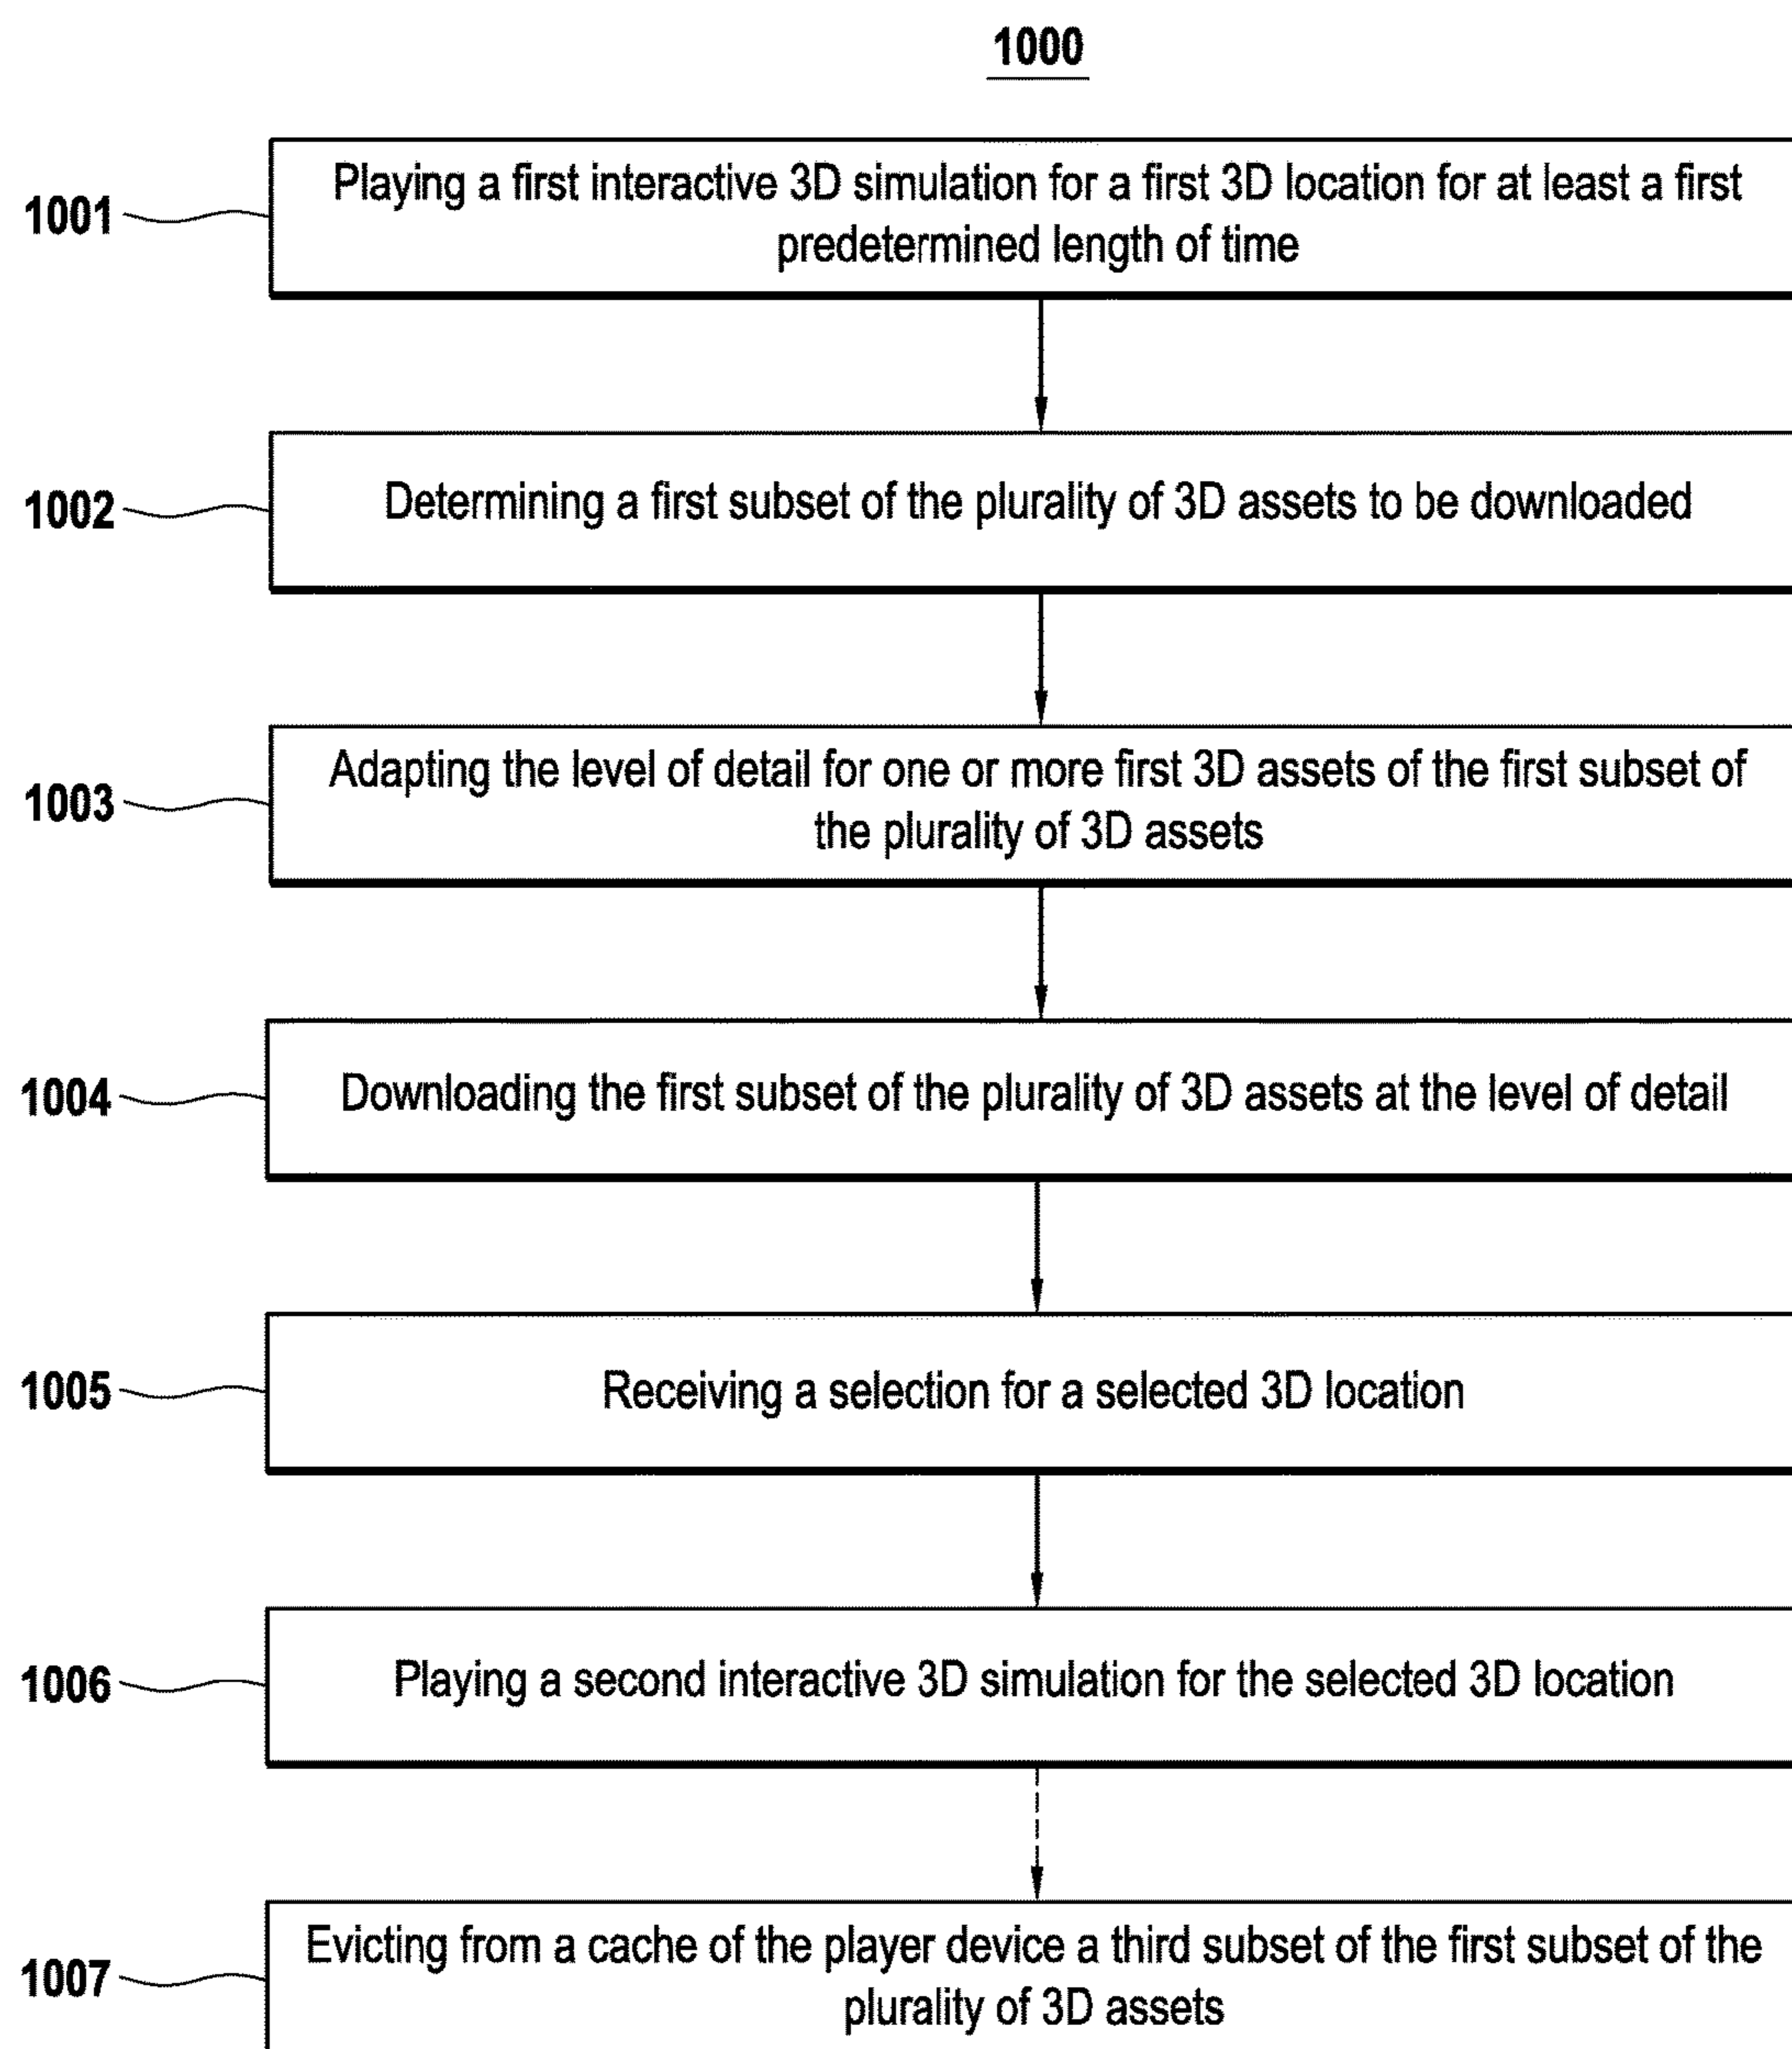 1000
1001
Playing a first interactive 3D simulation for a first 3D location for at least a first
predetermined length of time
1002
Determining a first subset of the plurality of 3D assets to be downloaded
1003
Adapting the level of detail for one or more first 3D assets of the first subset of
the plurality of 3D assets
1004
Downloading the first subset of the plurality of 3D assets at the level of detail
1005
Receiving a selection for a selected 3D location
1006
Playing a second interactive 3D simulation for the selected 3D location
1007
Evicting from a cache of the player device a third subset of the first subset of the
plurality of 3D assets